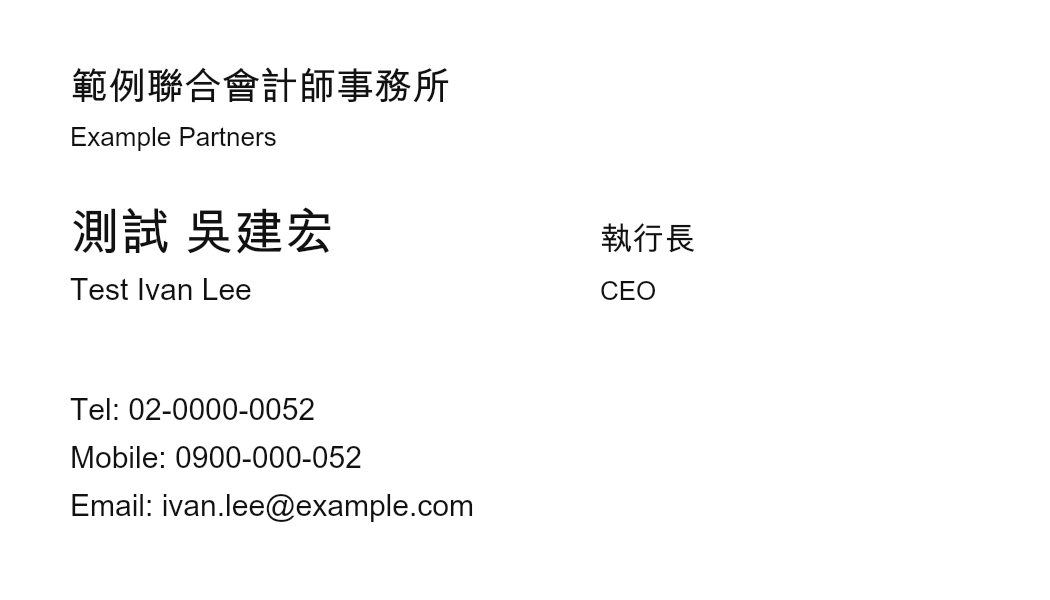 範例聯合會計師事務所
Example Partners
測試 吳建宏
執行長
Test Ivan Lee
CEO
Tel: 02-0000-0052
Mobile: 0900-000-052
Email: ivan.lee@example.com